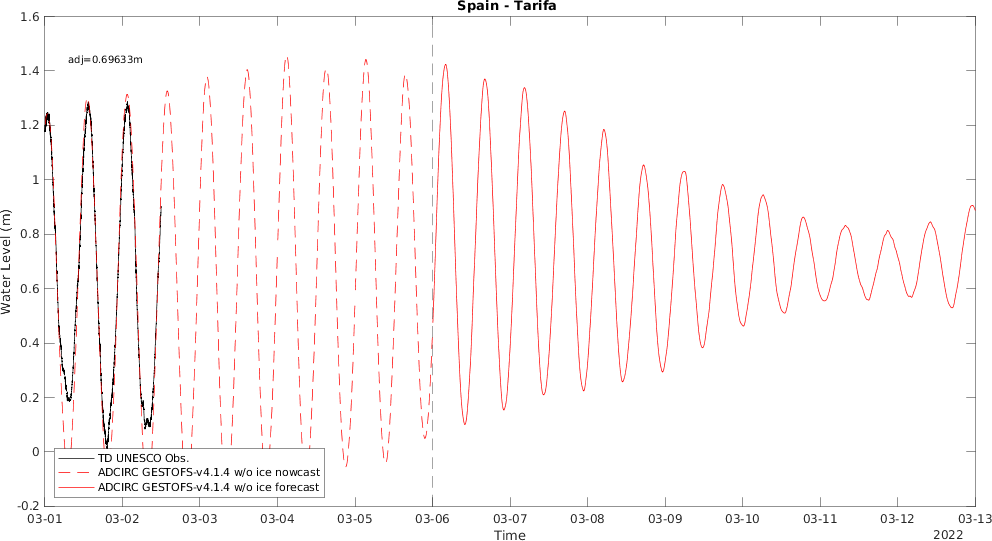 Spain - Tarifa
adj=0.69633m
Water Level (m)
1.6
1.4
1.2
1
0.8
0.6
0.4
0.2
0
-0.2
TD UNESCO Obs.
ADCIRC GESTOFS-v4.1.4 w/o ice nowcast
ADCIRC GESTOFS-v4.1.4 w/o ice forecast
03-01 03-02 03-03 03-04 03-05 03-06 03-07 03-08 03-09 03-10 03-11 03-12 03-13
Time
2022